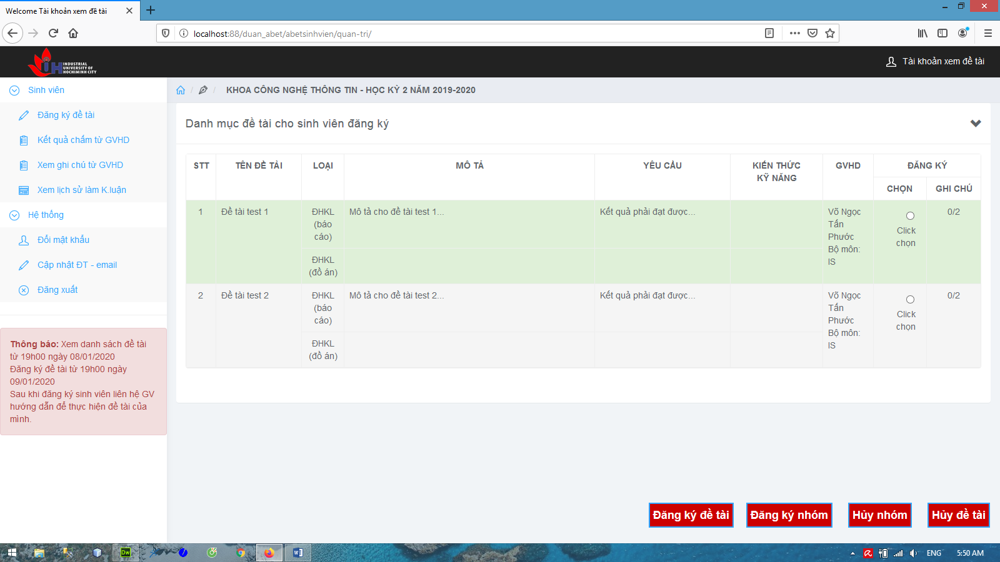 Welcome Tài khoản xem đề tài
localhost:88/duan_abet/abetsinhvien/quan-tri/
IH INDUSTRIAL
UNIVERSITY OF
HOCHIMINH CITY
Tài khoản xem đề tài
Sinh viên
Đăng ký đề tài
Kết quả chấm từ GVHD
Xem ghi chú từ GVHD
Xem lịch sử làm K.luận
Hệ thống
Đổi mật khẩu
Cập nhật ĐT - email
Đăng xuất
Thông báo: Xem danh sách đề tài
từ 19h00 ngày 08/01/2020
Đăng ký đề tài từ 19h00 ngày
09/01/2020
Sau khi đăng ký sinh viên liên hệ GV
hướng dẫn để thực hiện đề tài của
mình.
/ / KHOA CÔNG NGHỆ THÔNG TIN - HỌC KỲ 2 NĂM 2019-2020
Danh mục đề tài cho sinh viên đăng ký
STT TÊN ĐỀ TÀI LOẠI MÔ TẢ YÊU CẦU KIẾN THỨC GVHD ĐĂNG KÝ
KỸ NĂNG
CHỌN GHI CHÚ
1 Đề tài test 1 ĐHKL Mô tả cho đề tài test 1... Kết quả phải đạt được... Võ Ngọc 0/2
(báo Tấn
Click
cáo) Phước
chọn
Bộ môn:
ĐHKL IS
(đồ án)
2 Đề tài test 2 ĐHKL Mô tả cho đề tài test 2... Kết quả phải đạt được... Võ Ngọc 0/2
(báo Tấn
Click
cáo) Phước
chọn
Bộ môn:
ĐHKL IS
(đồ án)
Đăng ký đề tài Đăng ký nhóm Hủy nhóm Hủy đề tài
Dw
ENG 5:50 AM